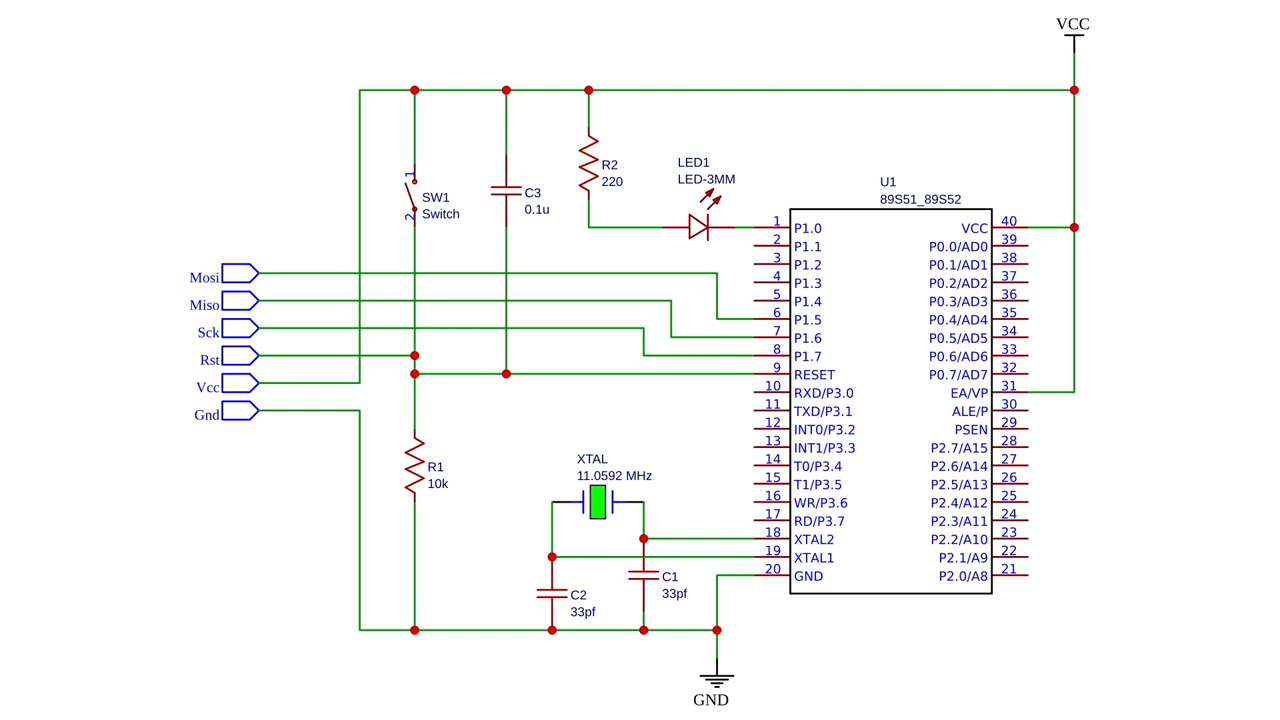 VCC
LED1
LED-3MM
R2
220
U1
89S51_89S52
1
SW1
Switch
2
C3
0.1u
Mosi
Miso
Sck
Rst
Vcc
Gnd
1 P1.0
2 P1.1
3 P1.2
4 P1.3
5 P1.4
6 P1.5
7 P1.6
8 P1.7
9 RESET
10 RXD/P3.0
11 TXD/P3.1
12 INT0/P3.2
13 INT1/P3.3
14 T0/P3.4
15 T1/P3.5
16 WR/P3.6
17 RD/P3.7
18 XTAL2
19 XTAL1
20 GND
VCC 40
P0.0/AD0 39
P0.1/AD1 38
P0.2/AD2 37
P0.3/AD3 36
P0.4/AD4 35
P0.5/AD5 34
P0.6/AD6 33
P0.7/AD7 32
EA/VP 31
ALE/P 30
PSEN 29
P2.7/A15 28
P2.6/A14 27
P2.5/A13 26
P2.4/A12 25
P2.3/A11 24
P2.2/A10 23
P2.1/A9 22
P2.0/A8 21
R1
10k
XTAL
11.0592 MHz
C2
33pf
C1
33pf
GND